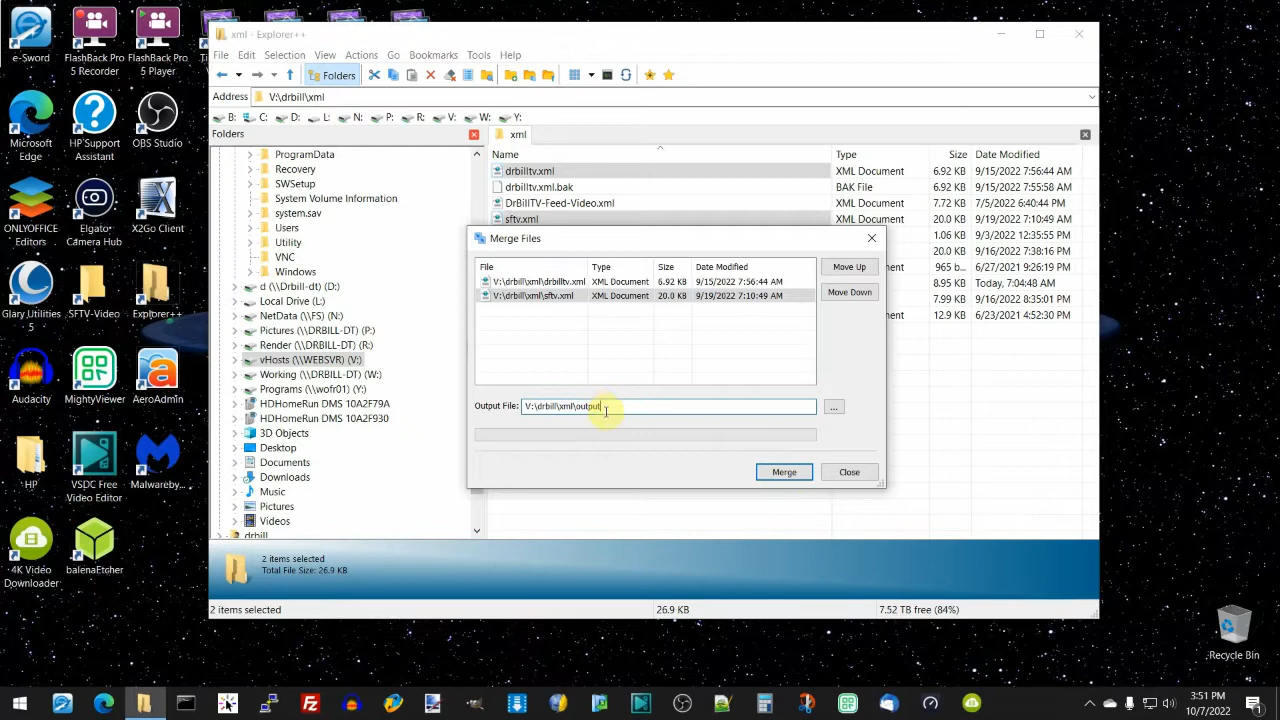 xml - Explorer++
File Edit Selection View Actions Go Bookmarks Tools Help
Folders
Address V:\drbill\xml
B: C: D: L: N: P: R: V: W: Y:
Folders
xml
ProgramData
Recovery
SWSetup
System Volume Information
system.sav
Users
Utility
VNC
Windows
d (\\Drbill-dt) (D:)
Local Drive (L:)
NetData (\\SFTV) (N:)
Pictures (\\DRBILL-DT) (P:)
Render (\\DRBILL-DT) (R:)
vHosts (\\WEBSVR) (V:)
Working (\\DRBILL-DT) (W:)
Programs (\\wofr01) (Y:)
HDHomeRun DMS 10A2F79A
HDHomeRun DMS 10A2F930
3D Objects
Desktop
Documents
Downloads
Music
Pictures
Videos
drbill
Name Type Size Date Modified
drbilltv.xml XML Document 6.92 KB 9/15/2022 7:56:44 AM
drbilltv.xml.bak BAK File 6.92 KB 9/15/2022 7:55:58 AM
DrBillTV-Feed-Video.xml XML Document 7.72 KB 7/5/2022 6:40:44 PM
sftv.xml XML Document 20.0 KB 9/19/2022 7:10:49 AM
1.06 KB 9/3/2022 12:35:55 PM
20.0 KB 9/16/2022 7:38:16 PM
965 b... 6/27/2021 9:26:19 PM
8.95 KB Today, 7:04:48 AM
7.99 KB 9/16/2022 8:35:01 PM
12.9 KB 6/23/2021 4:52:30 PM
Merge Files
File Type Size Date Modified
V:\drbill\xml\drbilltv.xml XML Document 6.92 KB 9/15/2022 7:56:44 AM
V:\drbill\xml\sftv.xml XML Document 20.0 KB 9/19/2022 7:10:49 AM
Move Up
Move Down
Output File: V:\drbill\xml\output
...
Merge Close
2 items selected
Total File Size: 26.9 KB
2 items selected 26.9 KB 7.52 TB free (84%)
e-Sword
FlashBack Pro
5 Recorder
FlashBack Pro
5 Player
Microsoft
Edge
HP Support
Assistant
OBS Studio
ONLYOFFICE
Editors
Elgato
Camera Hub
X2Go Client
Glary Utilities
5
SFTV-Video
Explorer++
Audacity
MightyViewer
AeroAdmin
HP
VSDC Free
Video Editor
Malwareby...
4K Video
Downloader
balenaEtcher
Recycle Bin
3:51 PM
10/7/2022